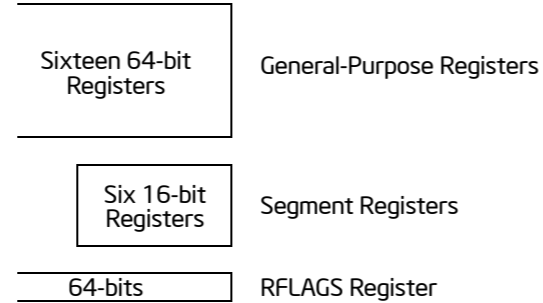 Sixteen 64-bit
Registers
General-Purpose Registers
Six 16-bit
Registers
Segment Registers
64-bits
RFLAGS Register